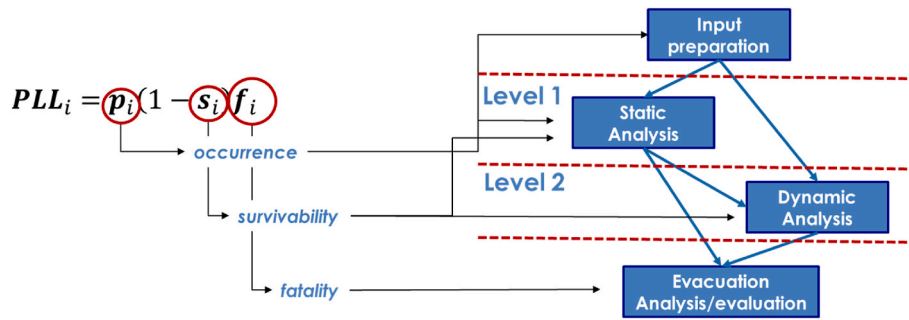 Input
preparation
PLLᵢ = pᵢ(1 − sᵢ)fᵢ
Level 1
Static
Analysis
occurrence
Level 2
Dynamic
Analysis
survivability
Evacuation
Analysis/evaluation
fatality